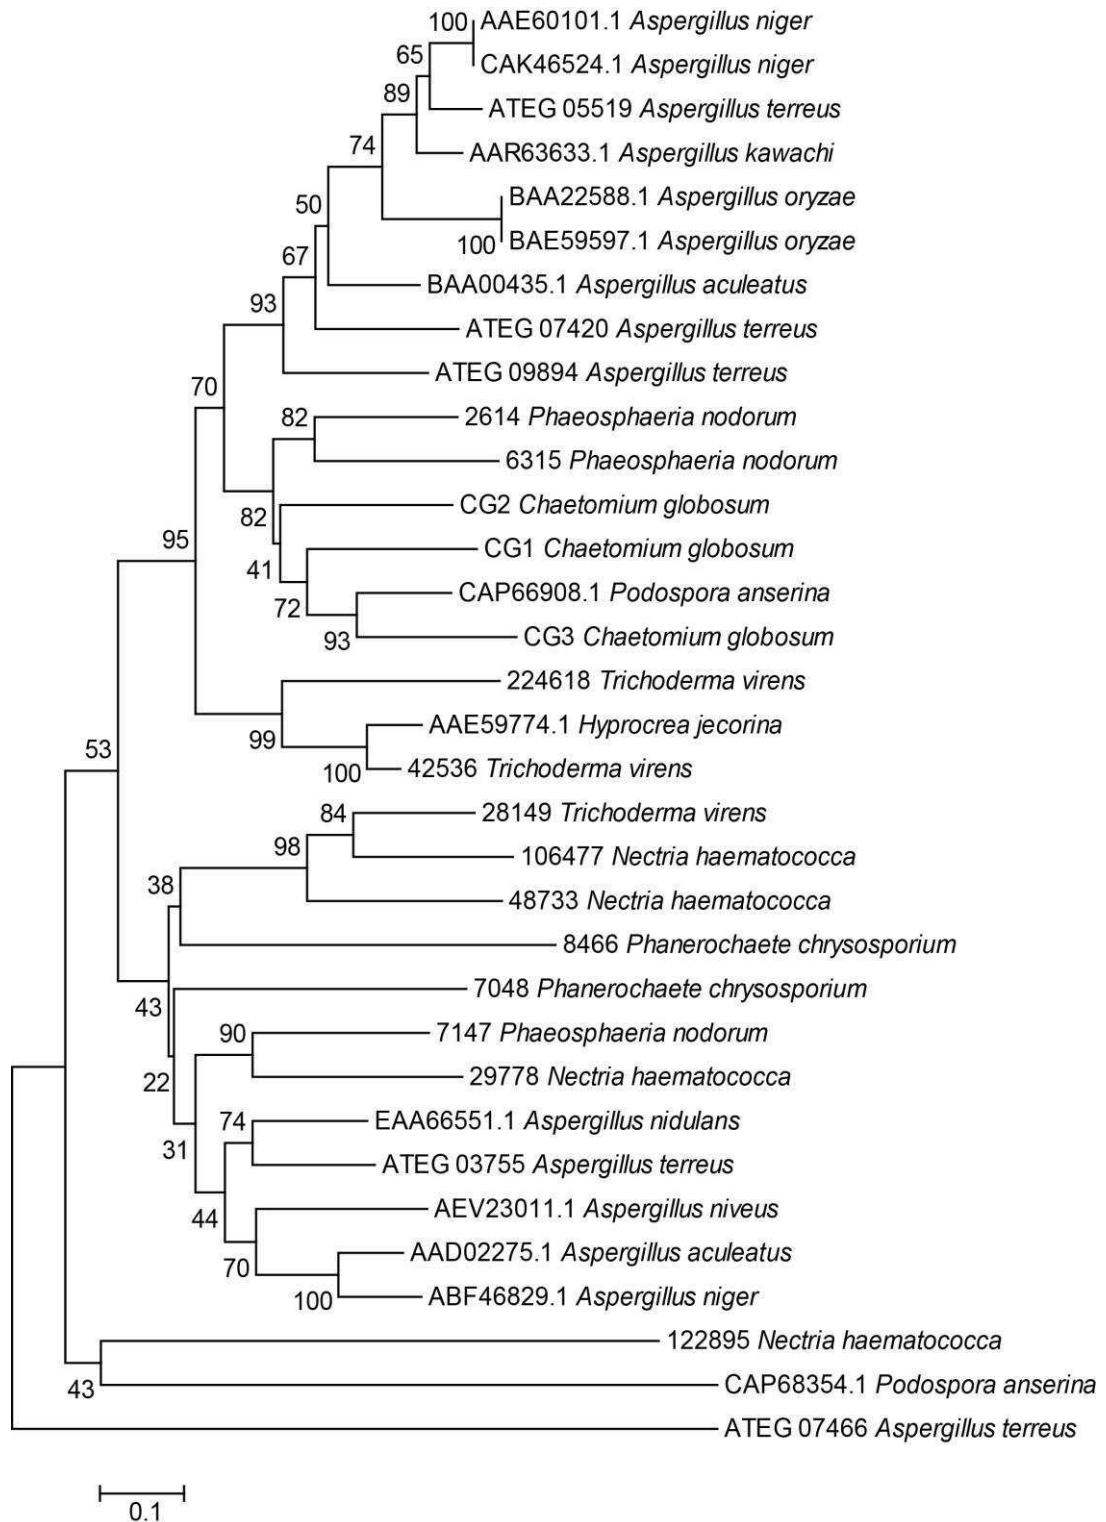 100 AAE60101.1 Aspergillus niger
65
CAK46524.1 Aspergillus niger
89
ATEG 05519 Aspergillus terreus
74
AAR63633.1 Aspergillus kawachi
BAA22588.1 Aspergillus oryzae
50
100 BAE59597.1 Aspergillus oryzae
67
BAA00435.1 Aspergillus aculeatus
93
ATEG 07420 Aspergillus terreus
ATEG 09894 Aspergillus terreus
70
82
2614 Phaeosphaeria nodorum
6315 Phaeosphaeria nodorum
CG2 Chaetomium globosum
82
95
CG1 Chaetomium globosum
41
CAP66908.1 Podospora anserina
72
93
CG3 Chaetomium globosum
224618 Trichoderma virens
AAE59774.1 Hyprocrea jecorina
99
53
100
42536 Trichoderma virens
84
28149 Trichoderma virens
98
106477 Nectria haematococca
38
48733 Nectria haematococca
8466 Phanerochaete chrysosporium
7048 Phanerochaete chrysosporium
43
90
7147 Phaeosphaeria nodorum
29778 Nectria haematococca
22
74
EAA66551.1 Aspergillus nidulans
31
ATEG 03755 Aspergillus terreus
AEV23011.1 Aspergillus niveus
44
AAD02275.1 Aspergillus aculeatus
70
100
ABF46829.1 Aspergillus niger
122895 Nectria haematococca
43
CAP68354.1 Podospora anserina
ATEG 07466 Aspergillus terreus
0.1